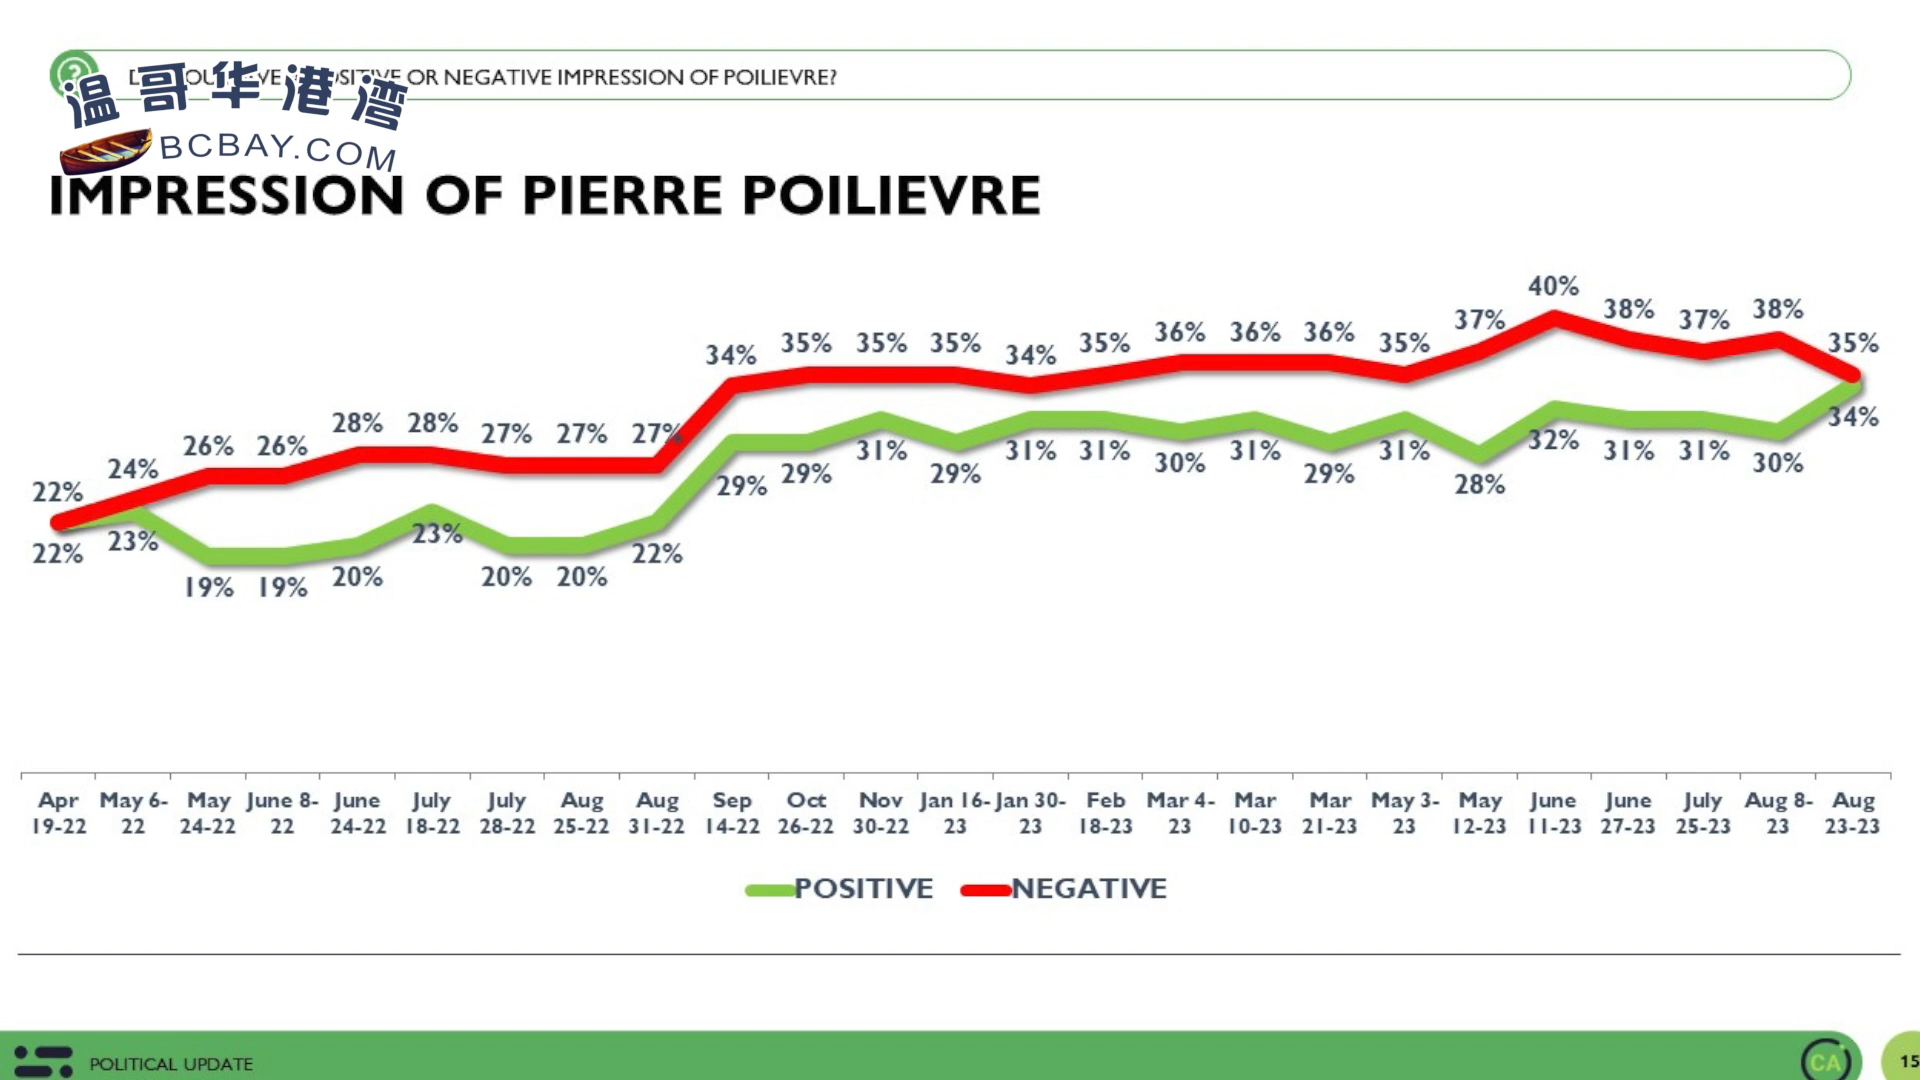 OR NEGATIVE IMPRESSION OF POILIEVRE?
温哥华港湾
BCBAY.COM
IMPRESSION OF PIERRE POILIEVRE
22% 24% 26% 26% 28% 28% 27% 27% 27% 34% 35% 35% 35% 34% 35% 36% 36% 36% 35% 37% 40% 38% 37% 38% 35%
22% 23% 19% 19% 20% 23% 20% 20% 22% 29% 29% 31% 29% 31% 31% 30% 31% 29% 31% 28% 32% 31% 31% 30% 34%
Apr May 6- May June 8- June July July Aug Aug Sep Oct Nov Jan 16- Jan 30- Feb Mar 4- Mar Mar May 3- May June June July Aug 8- Aug
19-22 22 24-22 22 24-22 18-22 28-22 25-22 31-22 14-22 26-22 30-22 23 23 18-23 23 10-23 21-23 23 12-23 11-23 27-23 25-23 23 23-23
POSITIVE NEGATIVE
POLITICAL UPDATE
CA
15